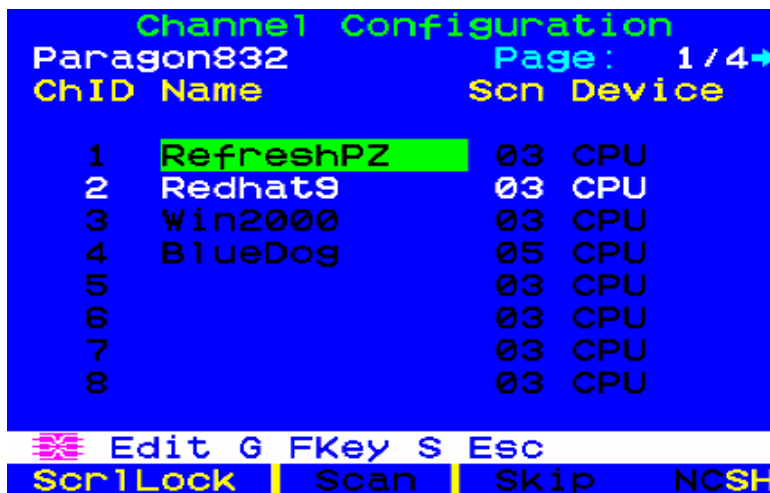 Channel Configuration
Paragon832 Page: 1/4→
ChID Name Scn Device
1 RefreshPZ 03 CPU
2 Redhat9 03 CPU
3 Win2000 03 CPU
4 BlueDog 05 CPU
5 03 CPU
6 03 CPU
7 03 CPU
8 03 CPU
Edit G FKey S Esc
ScrlLock Scan Skip NCSH